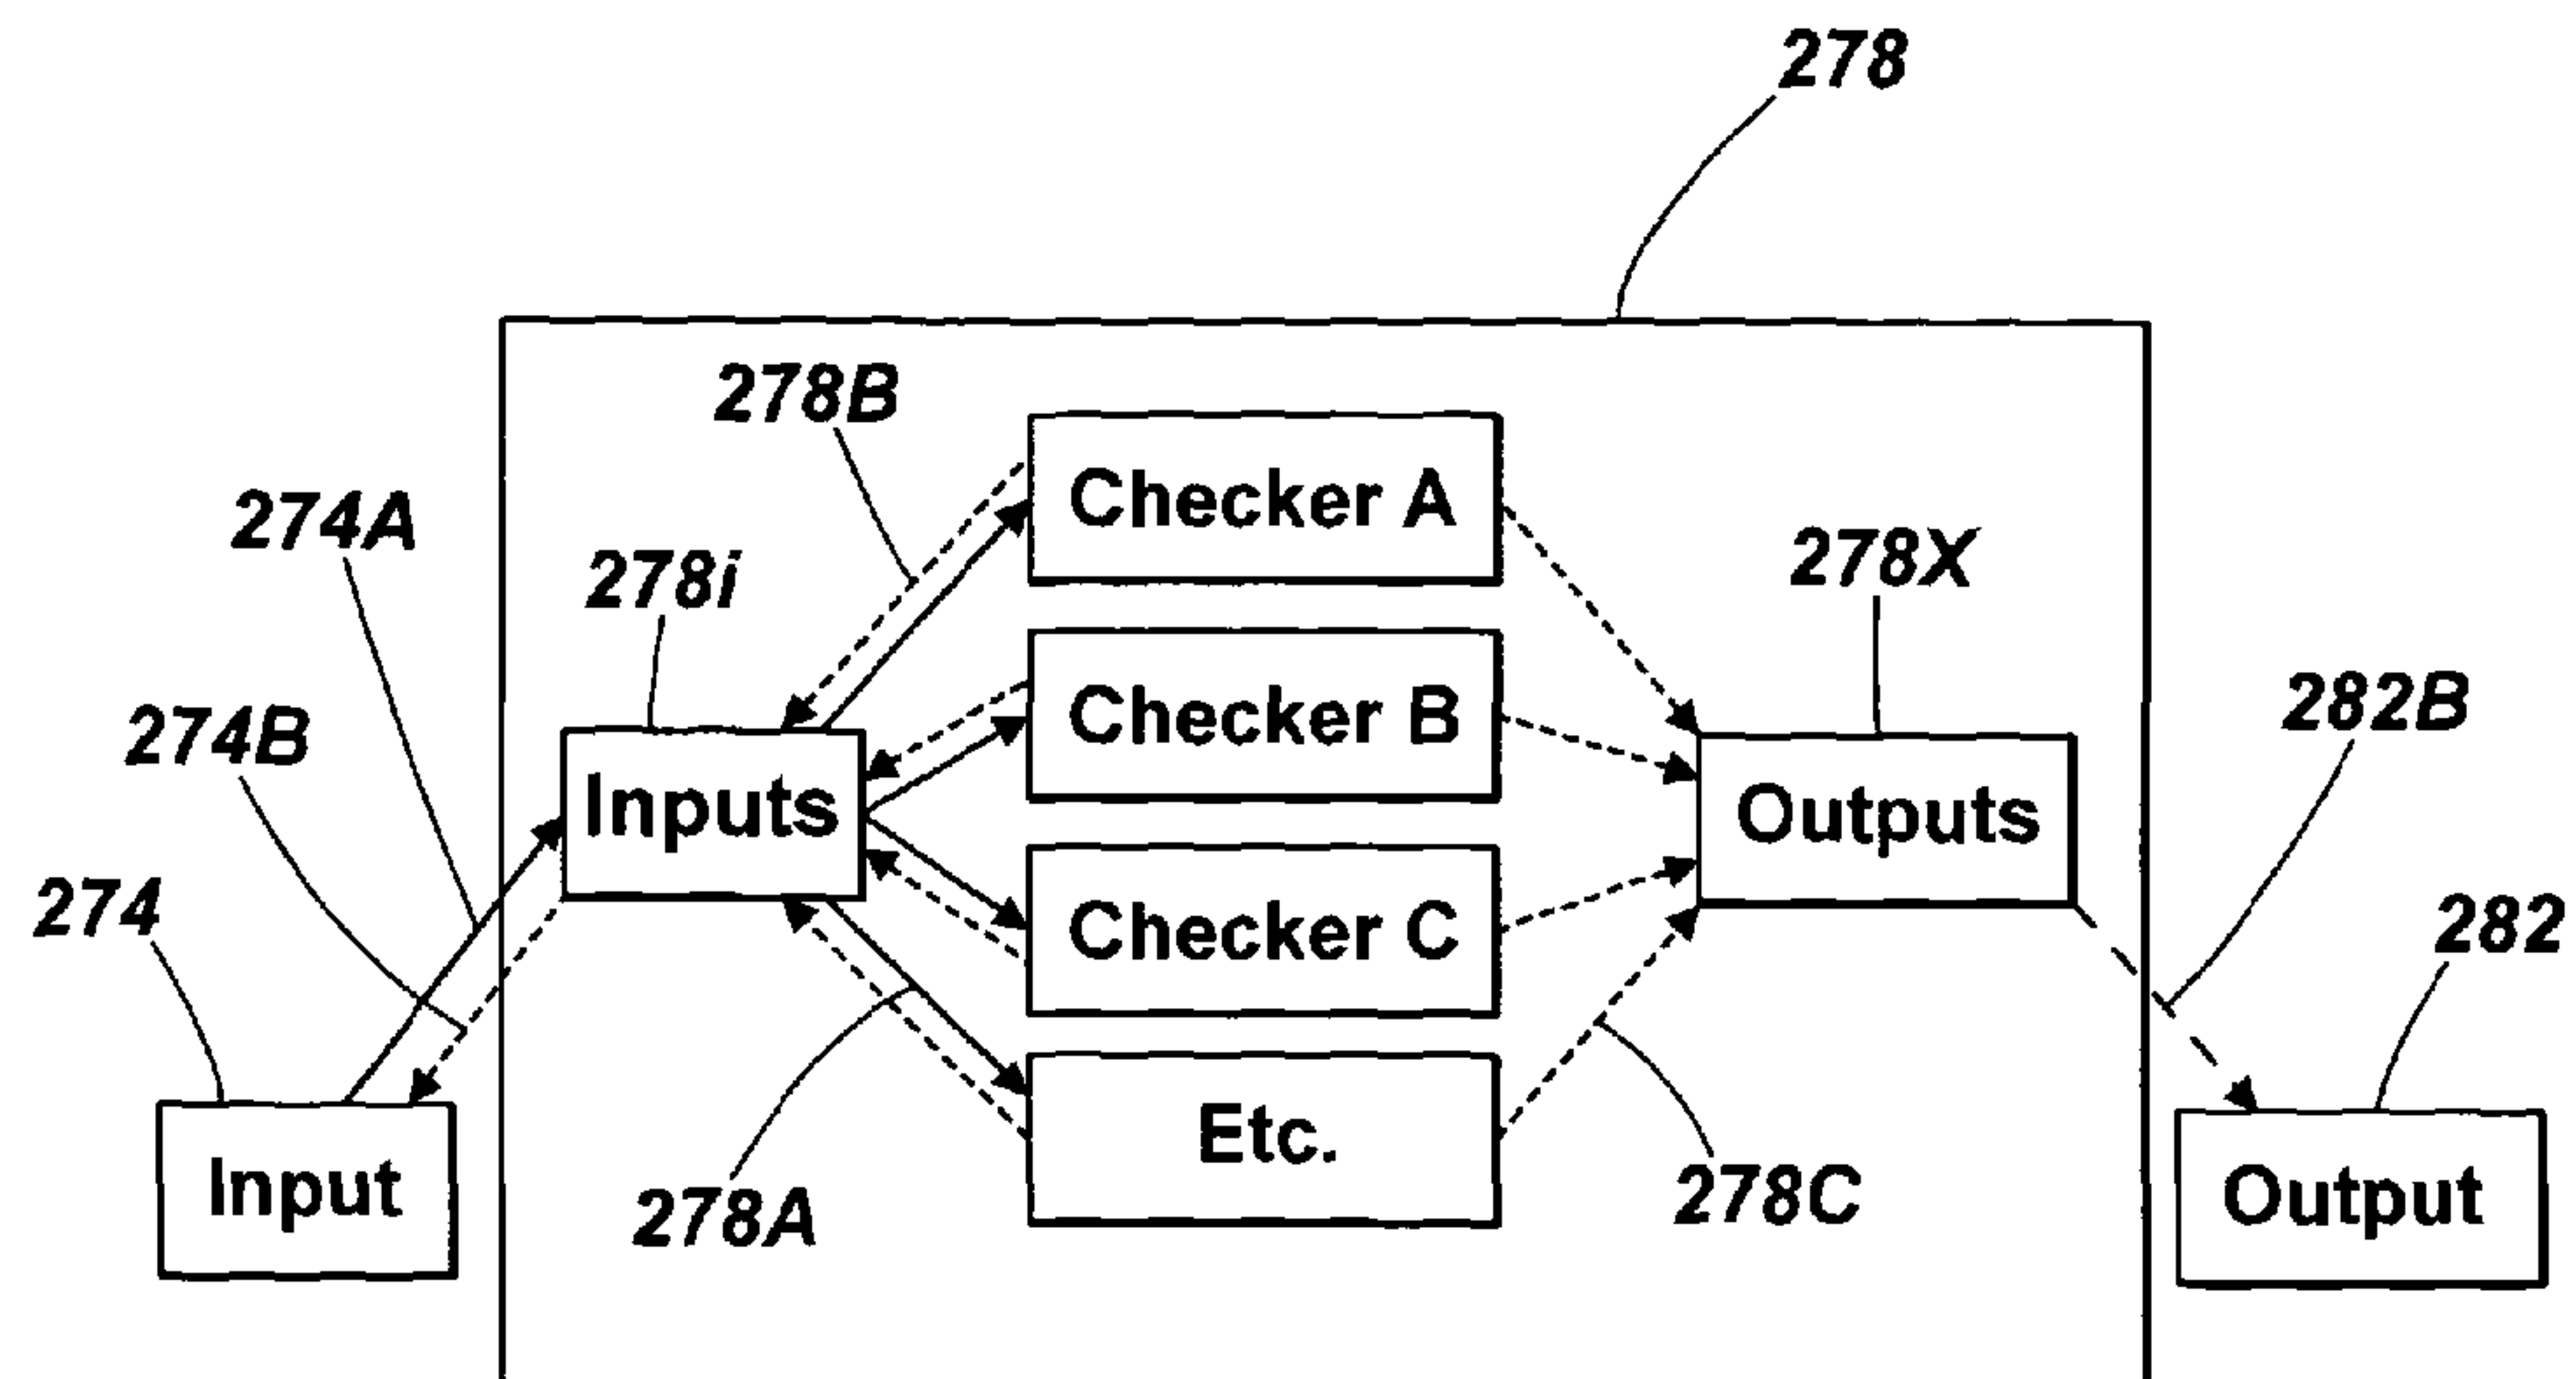 278
278B
Checker A
274A
278i
278X
Checker B
274B
282B
Inputs
Outputs
274
Checker C
282
Etc.
Input
278A
278C
Output